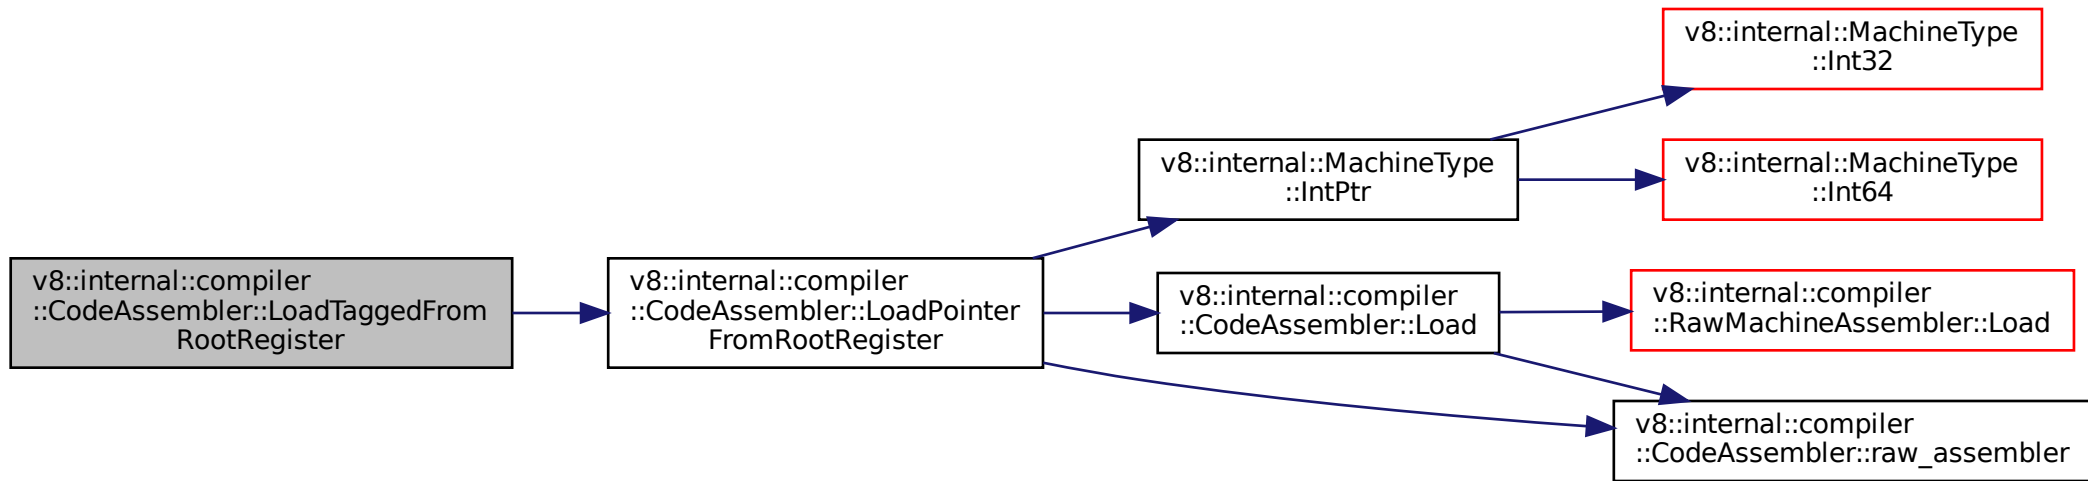 v8::internal::compiler
::CodeAssembler::LoadTaggedFrom
RootRegister
v8::internal::compiler
::CodeAssembler::LoadPointer
FromRootRegister
v8::internal::MachineType
::IntPtr
v8::internal::MachineType
::Int32
v8::internal::MachineType
::Int64
v8::internal::compiler
::CodeAssembler::Load
v8::internal::compiler
::RawMachineAssembler::Load
v8::internal::compiler
::CodeAssembler::raw_assembler